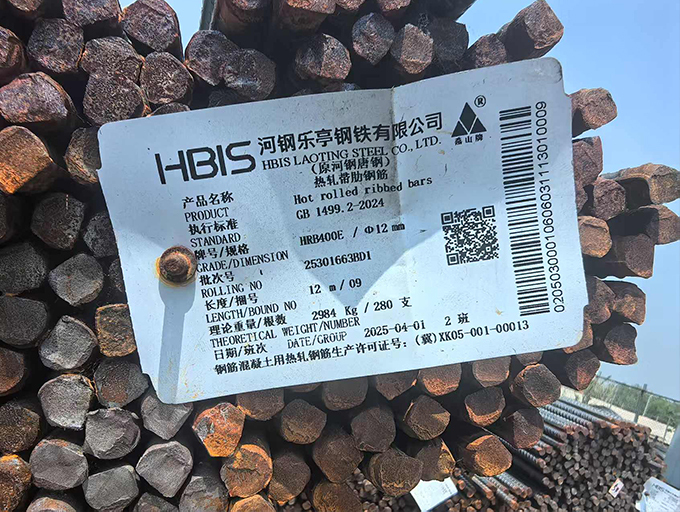 HBIS 河钢乐亭钢铁有限公司
HBIS LAOTING STEEL CO., LTD.
(原河钢唐钢)
燕山牌 ®
产品名称 热轧带肋钢筋
PRODUCT Hot rolled ribbed bars
执行标准 GB 1499.2-2024
STANDARD
牌号/规格 HRB400E / Φ12 mm
GRADE/DIMENSION
批次号 25301663BD1
ROLLING NO
长度/捆号 12 m / 09
LENGTH/BOUND NO
理论重量/根数 2984 Kg / 280 支
THEORETICAL WEIGHT/NUMBER
日期/班次 2025-04-01 2 班
DATE/GROUP
钢筋混凝土用热轧钢筋生产许可证号: (冀)XK05-001-00013
02050300010606031113010009